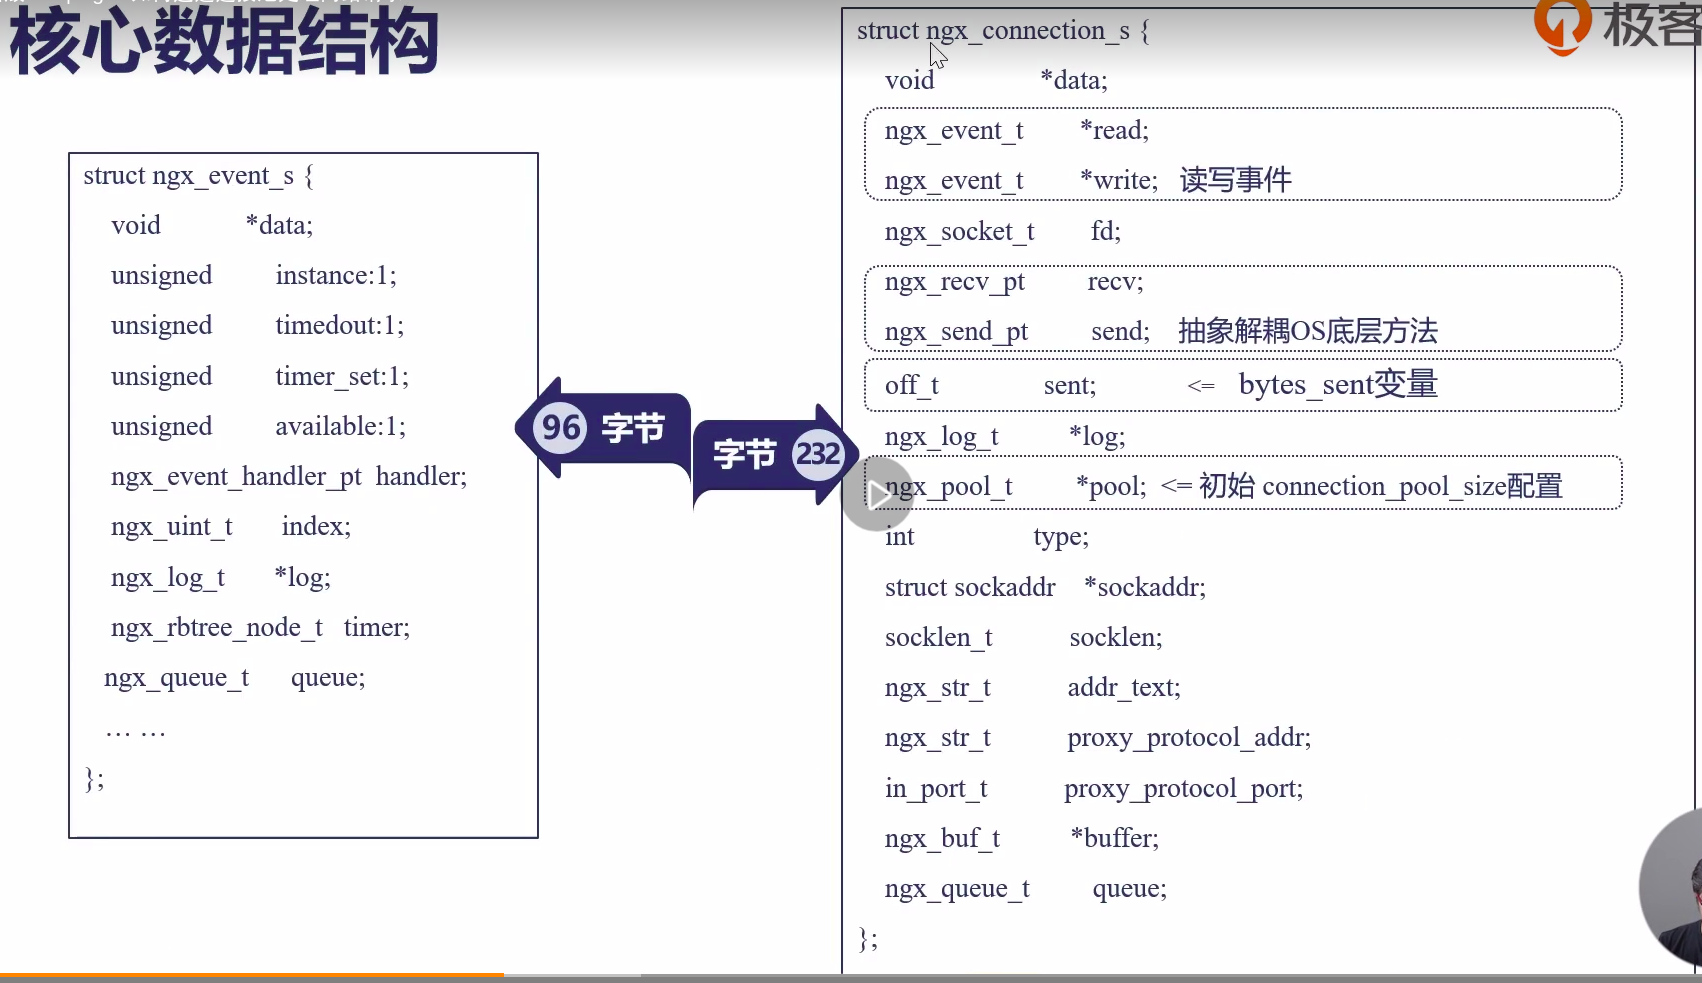 核心数据结构
struct ngx_event_s {
void *data;
unsigned instance:1;
unsigned timedout:1;
unsigned timer_set:1;
unsigned available:1;
ngx_event_handler_pt handler;
ngx_uint_t index;
ngx_log_t *log;
ngx_rbtree_node_t timer;
ngx_queue_t queue;
… …
};
96 字节
字节 232
struct ngx_connection_s {
void *data;
ngx_event_t *read;
ngx_event_t *write; 读写事件
ngx_socket_t fd;
ngx_recv_pt recv;
ngx_send_pt send; 抽象解耦OS底层方法
off_t sent; <= bytes_sent变量
ngx_log_t *log;
ngx_pool_t *pool; <= 初始 connection_pool_size配置
int type;
struct sockaddr *sockaddr;
socklen_t socklen;
ngx_str_t addr_text;
ngx_str_t proxy_protocol_addr;
in_port_t proxy_protocol_port;
ngx_buf_t *buffer;
ngx_queue_t queue;
};
极客